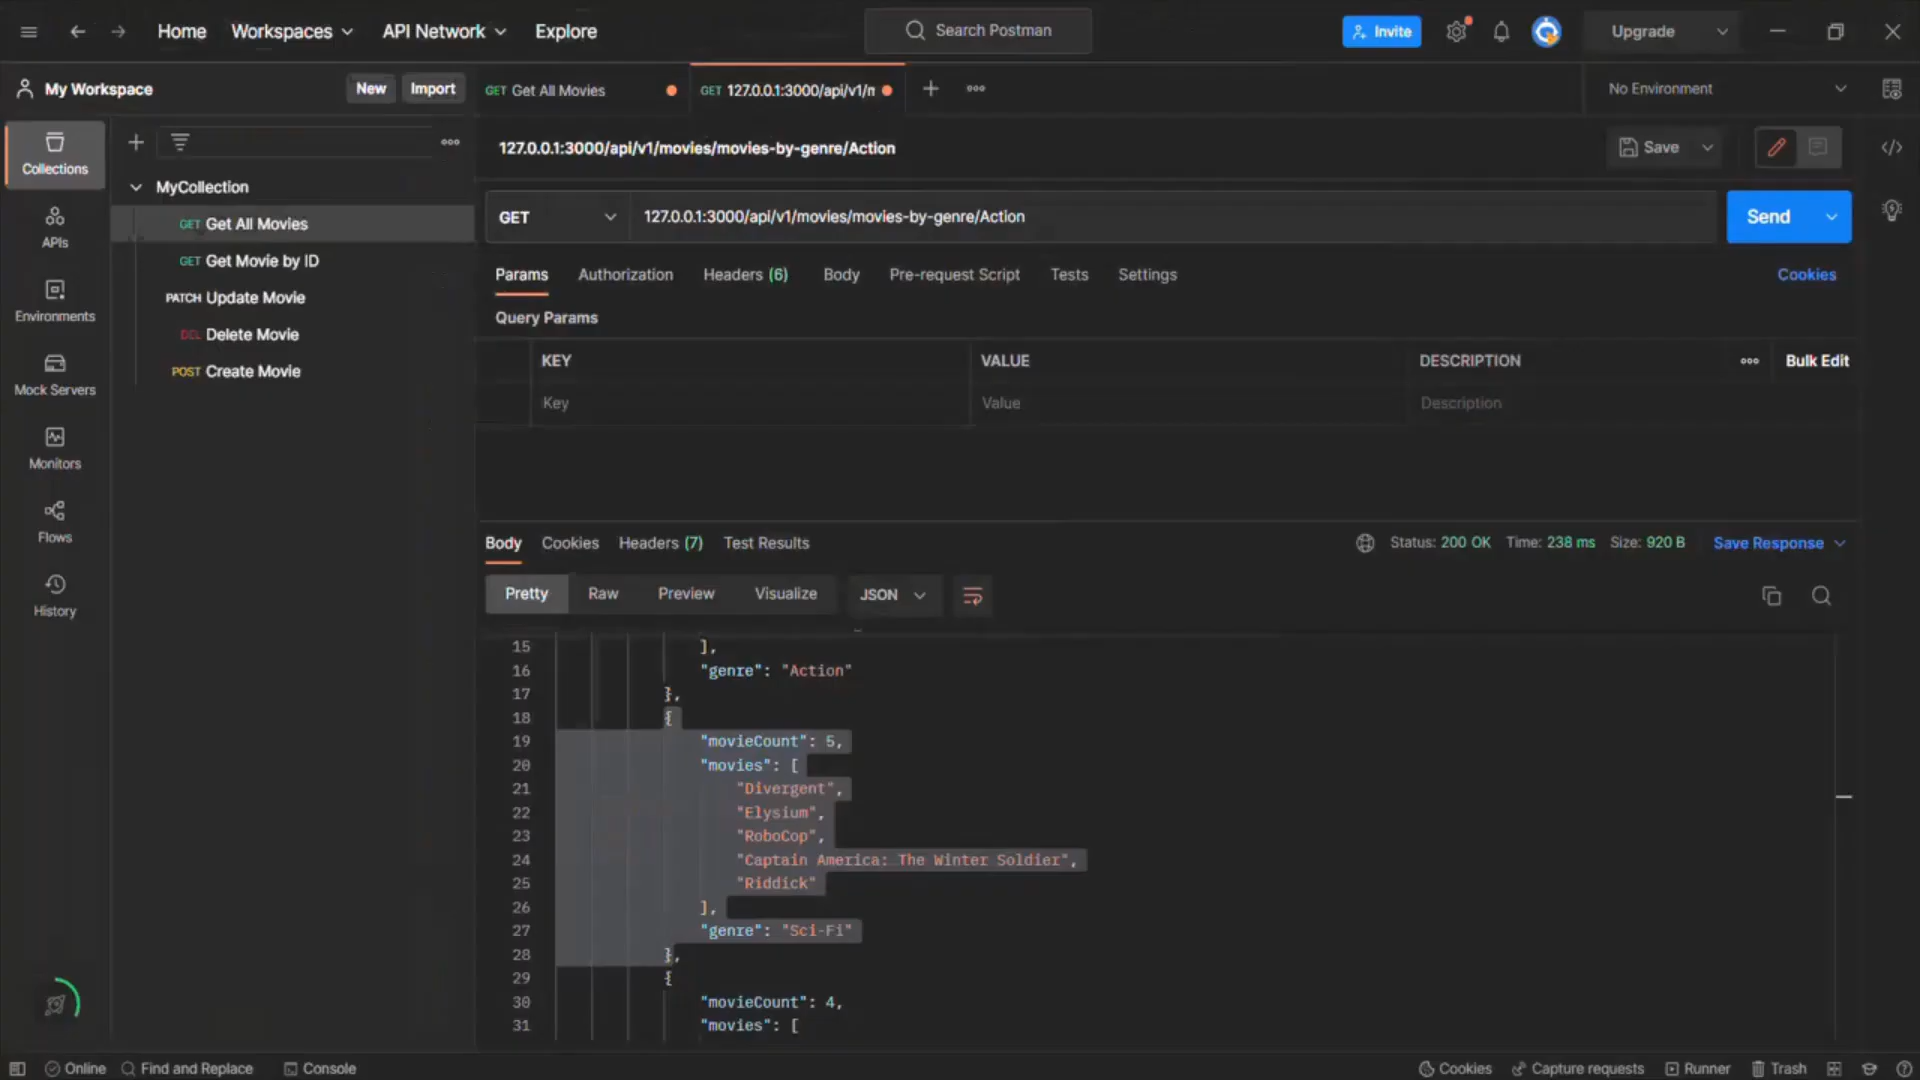 Home Workspaces API Network Explore Search Postman Invite Upgrade
My Workspace New Import GET Get All Movies GET 127.0.0.1:3000/api/v1/n No Environment
127.0.0.1:3000/api/v1/movies/movies-by-genre/Action Save
Collections
MyCollection
GET Get All Movies
GET Get Movie by ID
PATCH Update Movie
DEL Delete Movie
POST Create Movie
APIs
Environments
Mock Servers
Monitors
Flows
History
GET 127.0.0.1:3000/api/v1/movies/movies-by-genre/Action Send
Params Authorization Headers (6) Body Pre-request Script Tests Settings Cookies
Query Params
KEY VALUE DESCRIPTION Bulk Edit
Key Value Description
Body Cookies Headers (7) Test Results Status: 200 OK Time: 238 ms Size: 920 B Save Response
Pretty Raw Preview Visualize JSON
15 ],
16 "genre": "Action"
17 },
18 {
19 "movieCount": 5,
20 "movies": [
21 "Divergent",
22 "Elysium",
23 "RoboCop",
24 "Captain America: The Winter Soldier",
25 "Riddick"
26 ],
27 "genre": "Sci-Fi"
28 },
29 {
30 "movieCount": 4,
31 "movies": [
Online Find and Replace Console Cookies Capture requests Runner Trash